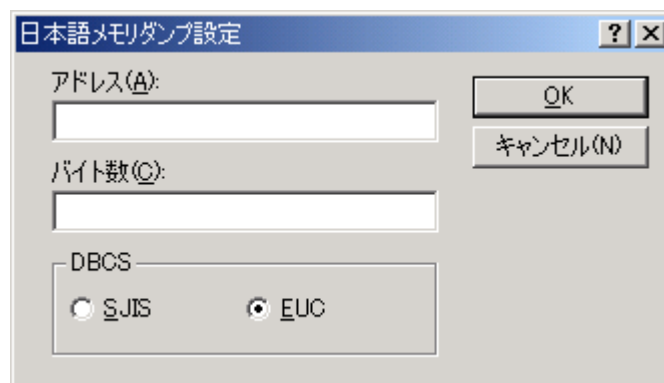 日本語メモリダンプ設定
アドレス(A):
OK
キャンセル(N)
バイト数(C):
DBCS
SJIS
EUC